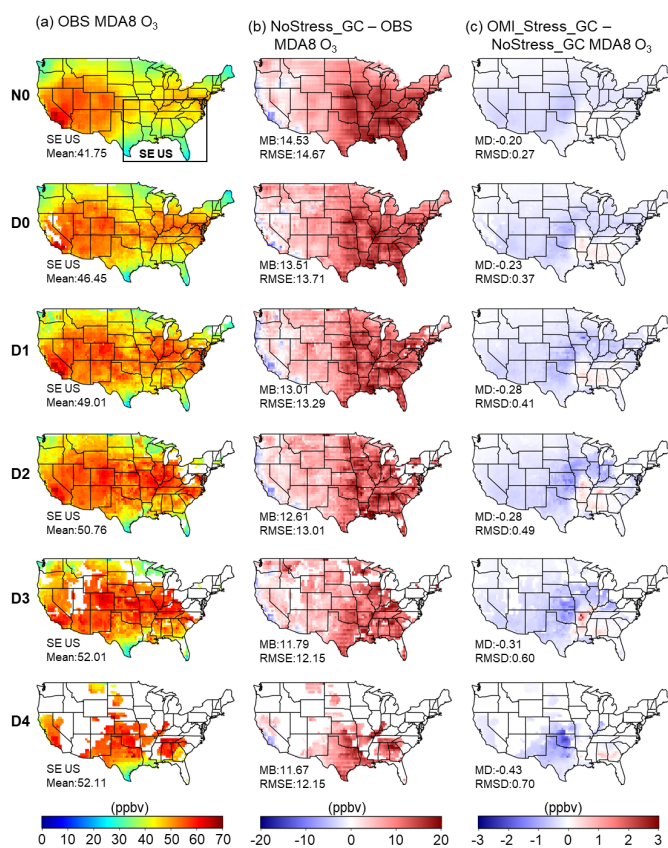 (a) OBS MDA8 O3
(b) NoStress_GC – OBS
MDA8 O3
(c) OMI_Stress_GC –
NoStress_GC MDA8 O3
N0
SE US
Mean:41.75
SE US
MB:14.53
RMSE:14.67
MD:-0.20
RMSD:0.27
D0
SE US
Mean:46.45
MB:13.51
RMSE:13.71
MD:-0.23
RMSD:0.37
D1
SE US
Mean:49.01
MB:13.01
RMSE:13.29
MD:-0.28
RMSD:0.41
D2
SE US
Mean:50.76
MB:12.61
RMSE:13.01
MD:-0.28
RMSD:0.49
D3
SE US
Mean:52.01
MB:11.79
RMSE:12.15
MD:-0.31
RMSD:0.60
D4
SE US
Mean:52.11
MB:11.67
RMSE:12.15
MD:-0.43
RMSD:0.70
(ppbv)
0 10 20 30 40 50 60 70
(ppbv)
-20 -10 0 10 20
(ppbv)
-3 -2 -1 0 1 2 3